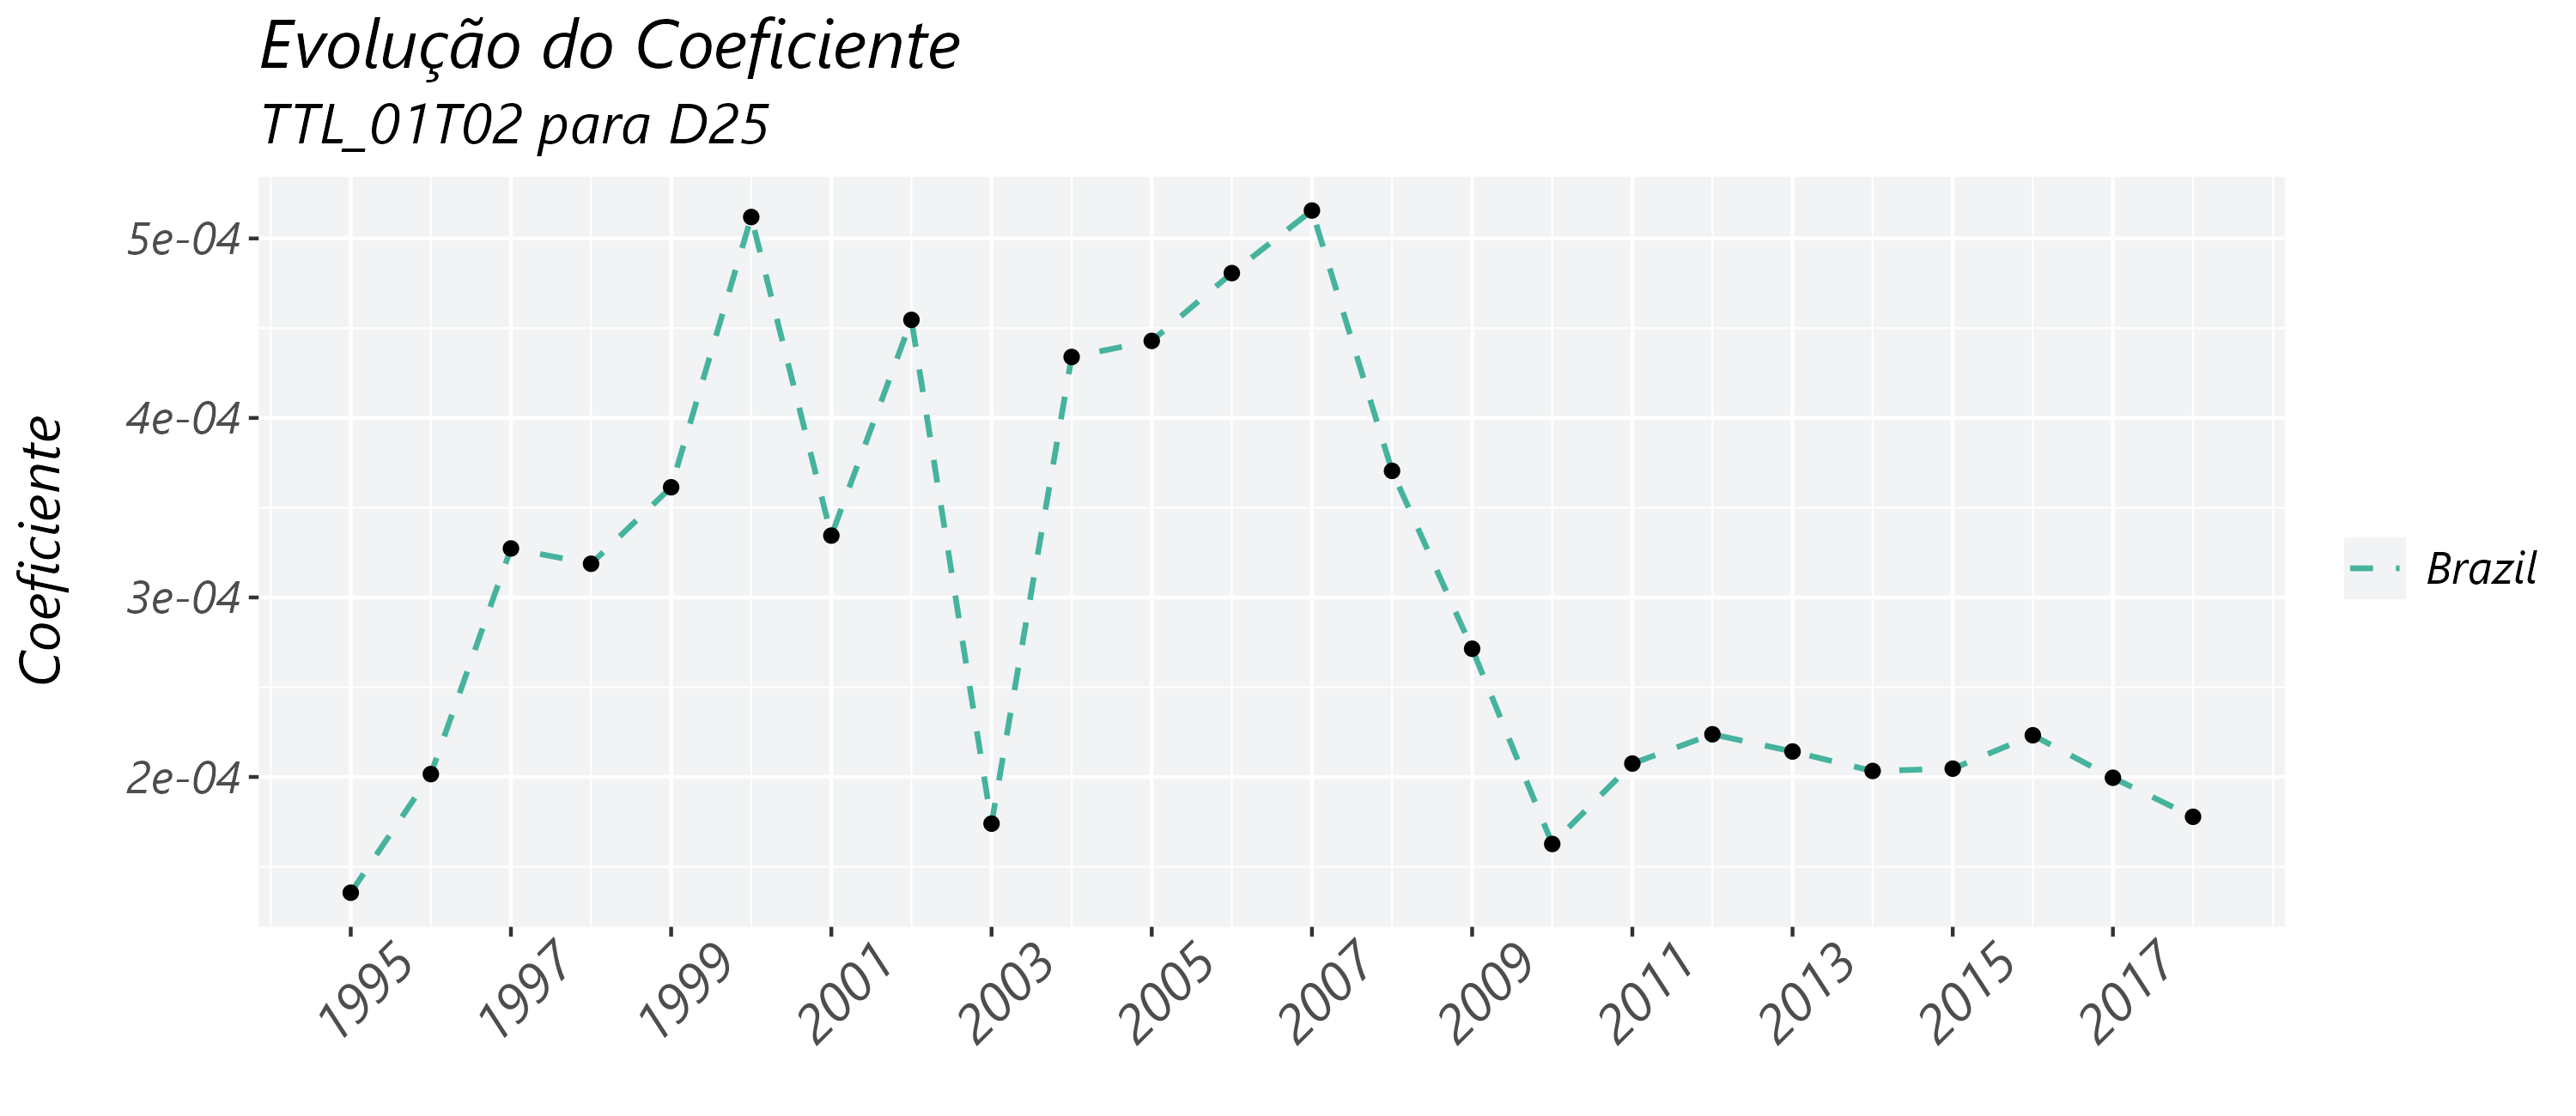 Evolução do Coeficiente
TTL_01T02 para D25
Coeficiente
5e-04
4e-04
3e-04
2e-04
1995
1997
1999
2001
2003
2005
2007
2009
2011
2013
2015
2017
Brazil